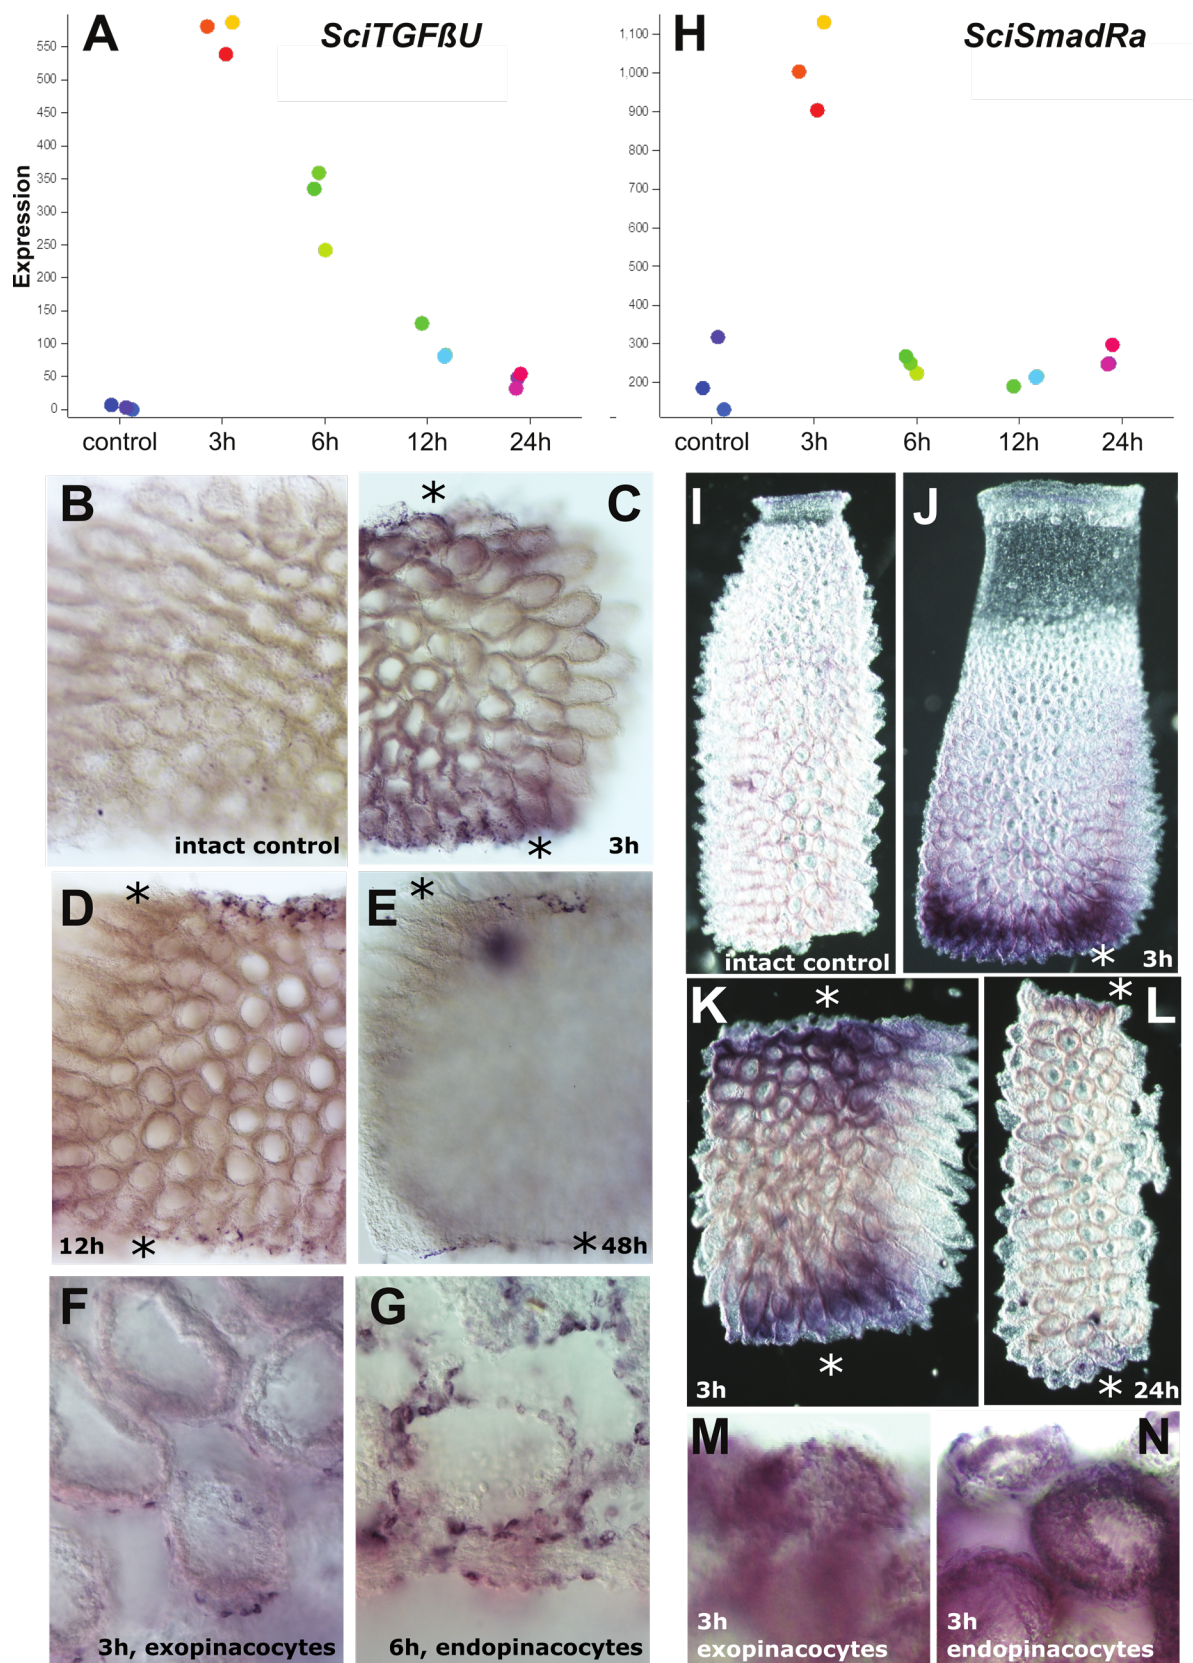 A
SciTGFßU
Expression
550
500
450
400
350
300
250
200
150
100
50
0
control 3h 6h 12h 24h
H
SciSmadRa
1,100
1,000
900
800
700
600
500
400
300
200
control 3h 6h 12h 24h
B
intact control
*
C
*
3h
*
D
12h
*
*
E
*
48h
F
3h, exopinacocytes
G
6h, endopinacocytes
I
intact control
J
*
3h
K
*
*
3h
*
L
*
24h
M
3h
exopinacocytes
N
3h
endopinacocytes